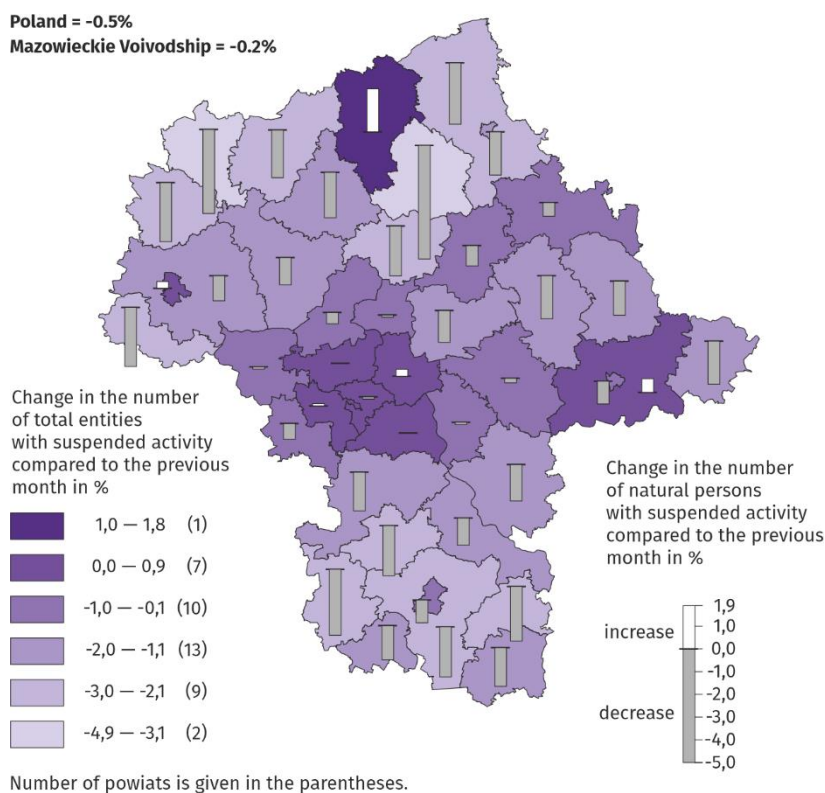 Poland = -0.5%
Mazowieckie Voivodship = -0.2%
Change in the number
of total entities
with suspended activity
compared to the previous
month in %
1,0 — 1,8 (1)
0,0 — 0,9 (7)
-1,0 — -0,1 (10)
-2,0 — -1,1 (13)
-3,0 — -2,1 (9)
-4,9 — -3,1 (2)
Change in the number
of natural persons
with suspended activity
compared to the previous
month in %
increase
decrease
1,9
1,0
0,0
-1,0
-2,0
-3,0
-4,0
-5,0
Number of powiats is given in the parentheses.